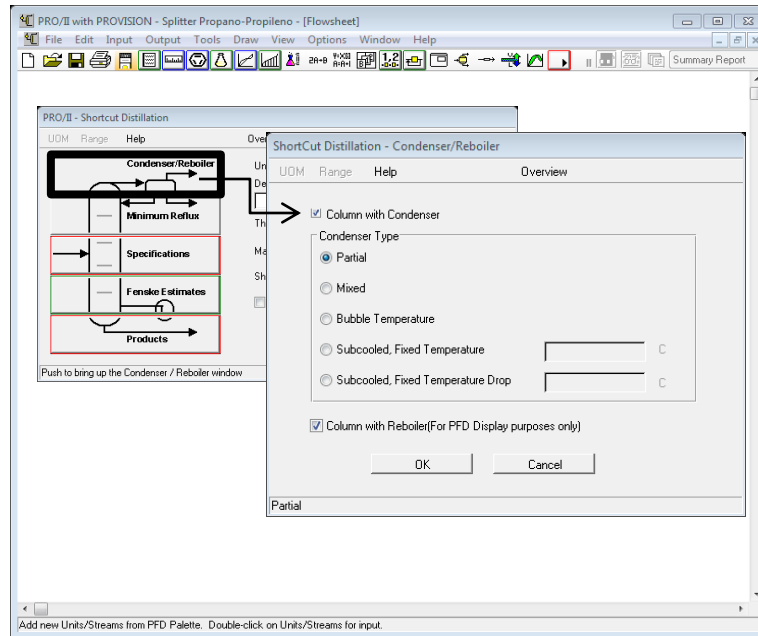 PRO/II with PROVISION - Splitter Propano-Propileno - [Flowsheet]
File Edit Input Output Tools Draw View Options Window Help
2A+B
1.2
Summary Report
PRO/II - Shortcut Distillation
UOM Range Help
Condenser/Reboiler
Minimum Reflux
Specifications
Fenske Estimates
Products
Push to bring up the Condenser / Reboiler window
ShortCut Distillation - Condenser/Reboiler
UOM Range Help Overview
Column with Condenser
Condenser Type
Partial
Mixed
Bubble Temperature
Subcooled, Fixed Temperature C
Subcooled, Fixed Temperature Drop C
Column with Reboiler(For PFD Display purposes only)
OK Cancel
Partial
Add new Units/Streams from PFD Palette. Double-click on Units/Streams for input.